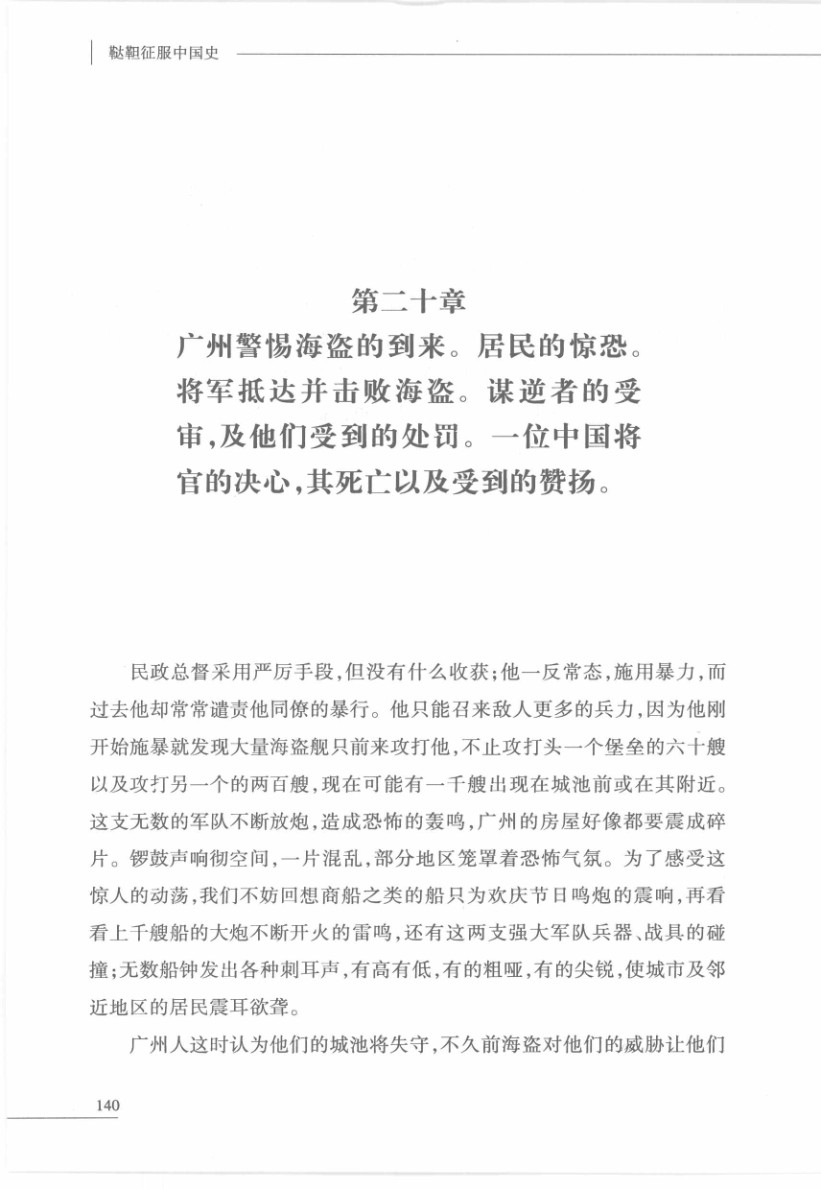 鞑靼征服中国史
第二十章
广州警惕海盗的到来。居民的惊恐。
将军抵达并击败海盗。谋逆者的受
审,及他们受到的处罚。一位中国将
官的决心,其死亡以及受到的赞扬。
民政总督采用严厉手段,但没有什么收获;他一反常态,施用暴力,而
过去他却常常谴责他同僚的暴行。他只能召来敌人更多的兵力,因为他刚
开始施暴就发现大量海盗舰只前来攻打他,不止攻打头一个堡垒的六十艘
以及攻打另一个的两百艘,现在可能有一千艘出现在城池前或在其附近。
这支无数的军队不断放炮,造成恐怖的轰鸣,广州的房屋好像都要震成碎
片。锣鼓声响彻空间,一片混乱,部分地区笼罩着恐怖气氛。为了感受这
惊人的动荡,我们不妨回想商船之类的船只为欢庆节日鸣炮的震响,再看
看上千艘船的大炮不断开火的雷鸣,还有这两支强大军队兵器、战具的碰
撞;无数船钟发出各种刺耳声,有高有低,有的粗哑,有的尖锐,使城市及邻
近地区的居民震耳欲聋。
广州人这时认为他们的城池将失守,不久前海盗对他们的威胁让他们
140